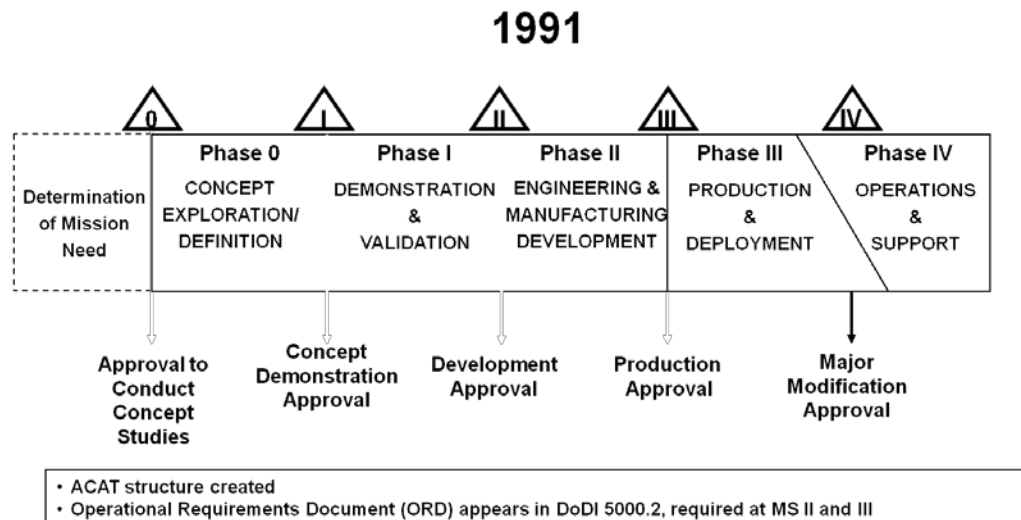 1991
0
I
II
III
IV
Determination
of Mission
Need
Phase 0
CONCEPT
EXPLORATION/
DEFINITION
Phase I
DEMONSTRATION
&
VALIDATION
Phase II
ENGINEERING &
MANUFACTURING
DEVELOPMENT
Phase III
PRODUCTION
&
DEPLOYMENT
Phase IV
OPERATIONS
&
SUPPORT
Approval to
Conduct
Concept
Studies
Concept
Demonstration
Approval
Development
Approval
Production
Approval
Major
Modification
Approval
• ACAT structure created
• Operational Requirements Document (ORD) appears in DoDI 5000.2, required at MS II and III